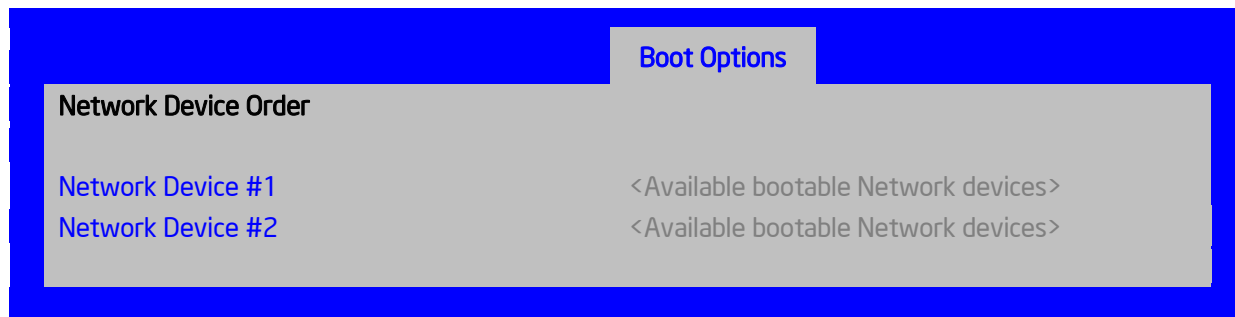 Boot Options
Network Device Order
Network Device #1 <Available bootable Network devices>
Network Device #2 <Available bootable Network devices>